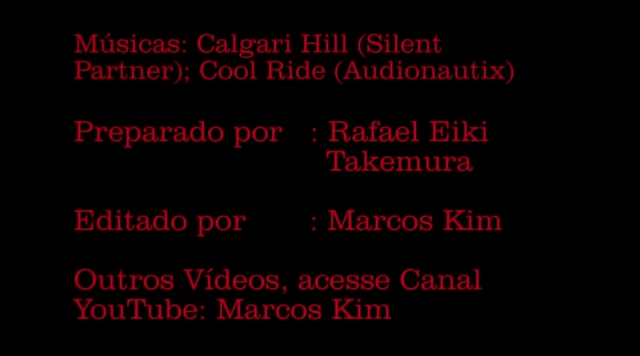 Músicas: Calgari Hill (Silent
Partner); Cool Ride (Audionautix)
Preparado por : Rafael Eiki
Takemura
Editado por : Marcos Kim
Outros Vídeos, acesse Canal
YouTube: Marcos Kim